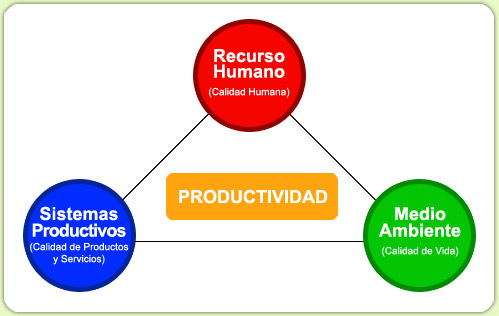 Recurso
Humano
(Calidad Humana)
PRODUCTIVIDAD
Sistemas
Productivos
(Calidad de Productos
y Servicios)
Medio
Ambiente
(Calidad de Vida)